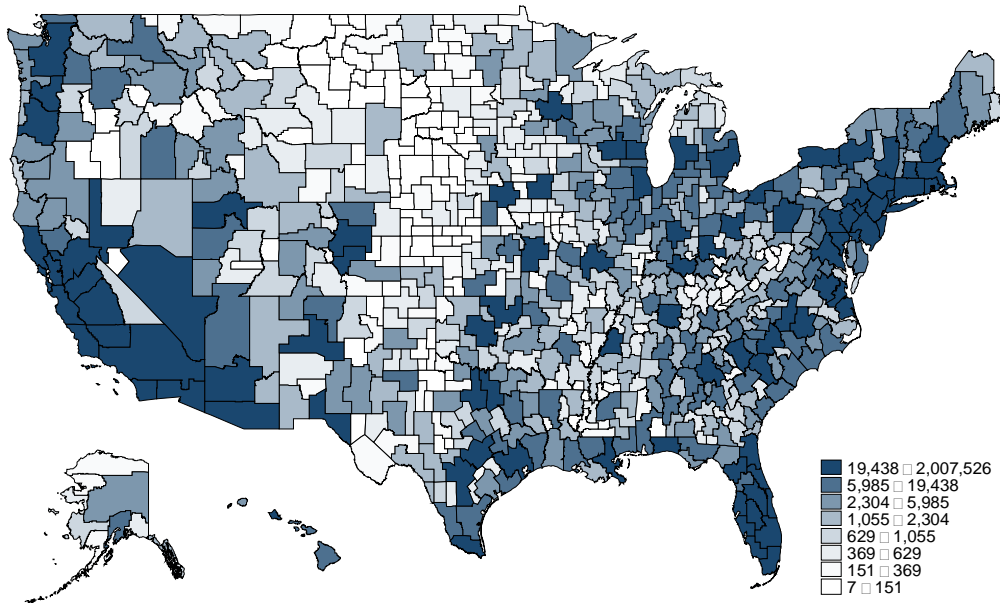 19,438 □ 2,007,526
5,985 □ 19,438
2,304 □ 5,985
1,055 □ 2,304
629 □ 1,055
369 □ 629
151 □ 369
7 □ 151